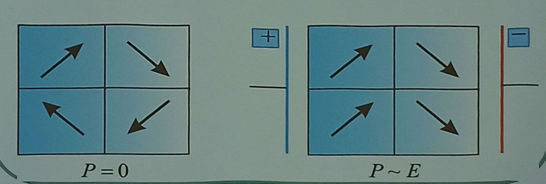 +
−
P = 0
P ~ E